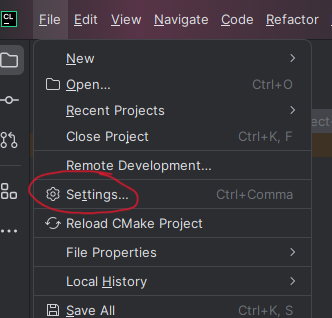 CL File Edit View Navigate Code Refactor
New
Open... Ctrl+O
Recent Projects
Close Project Ctrl+K, F
Remote Development...
Settings... Ctrl+Comma
Reload CMake Project
File Properties
Local History
Save All Ctrl+K, S